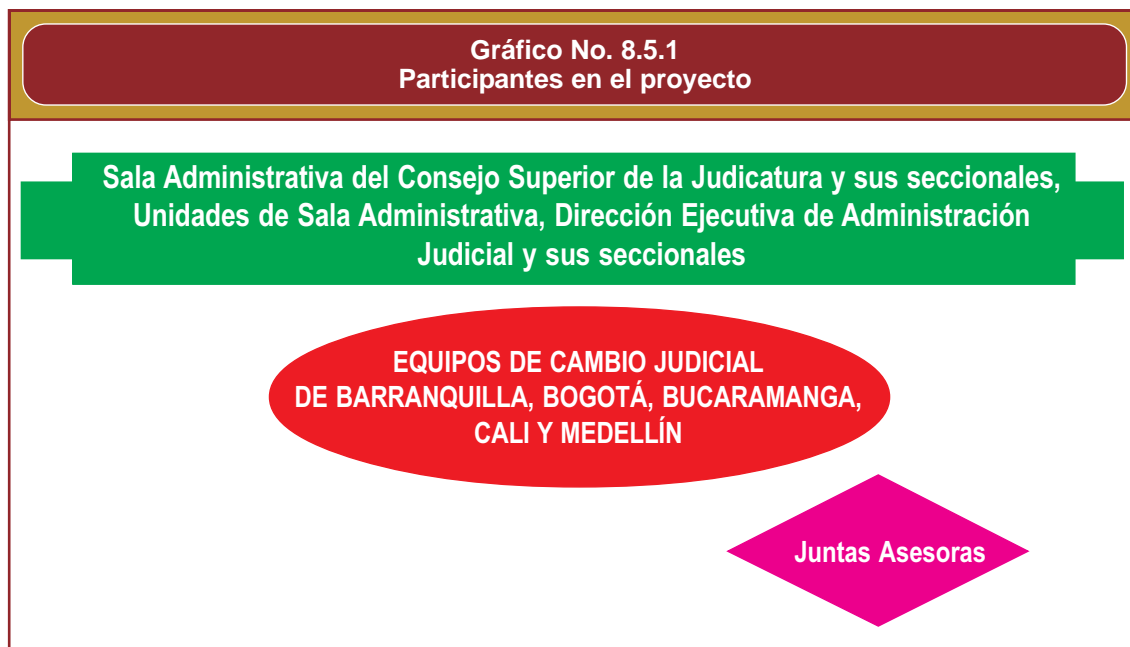 Gráfico No. 8.5.1
Participantes en el proyecto
Sala Administrativa del Consejo Superior de la Judicatura y sus seccionales,
Unidades de Sala Administrativa, Dirección Ejecutiva de Administración
Judicial y sus seccionales
EQUIPOS DE CAMBIO JUDICIAL
DE BARRANQUILLA, BOGOTÁ, BUCARAMANGA,
CALI Y MEDELLÍN
Juntas Asesoras